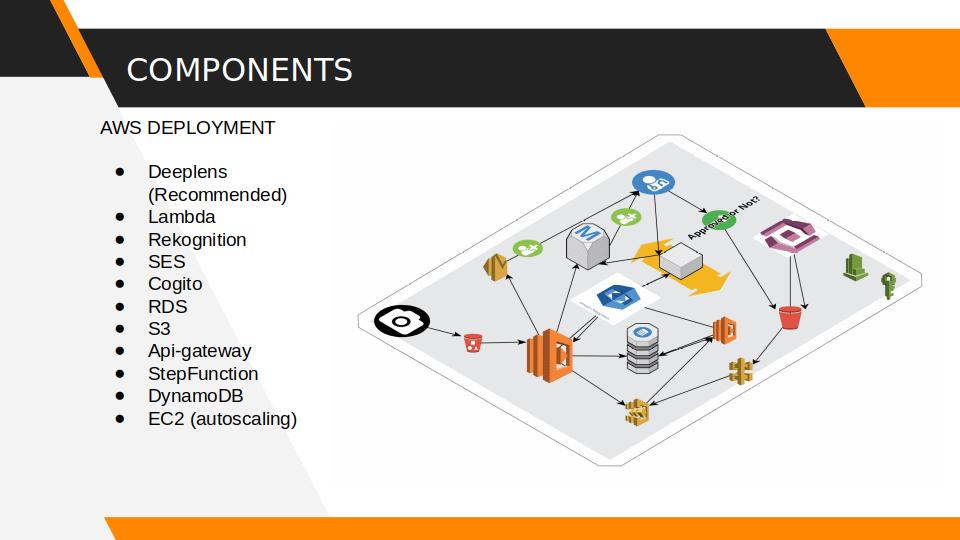 COMPONENTS
AWS DEPLOYMENT
● Deeplens
(Recommended)
● Lambda
● Rekognition
● SES
● Cogito
● RDS
● S3
● Api-gateway
● StepFunction
● DynamoDB
● EC2 (autoscaling)
Approved or Not?
M